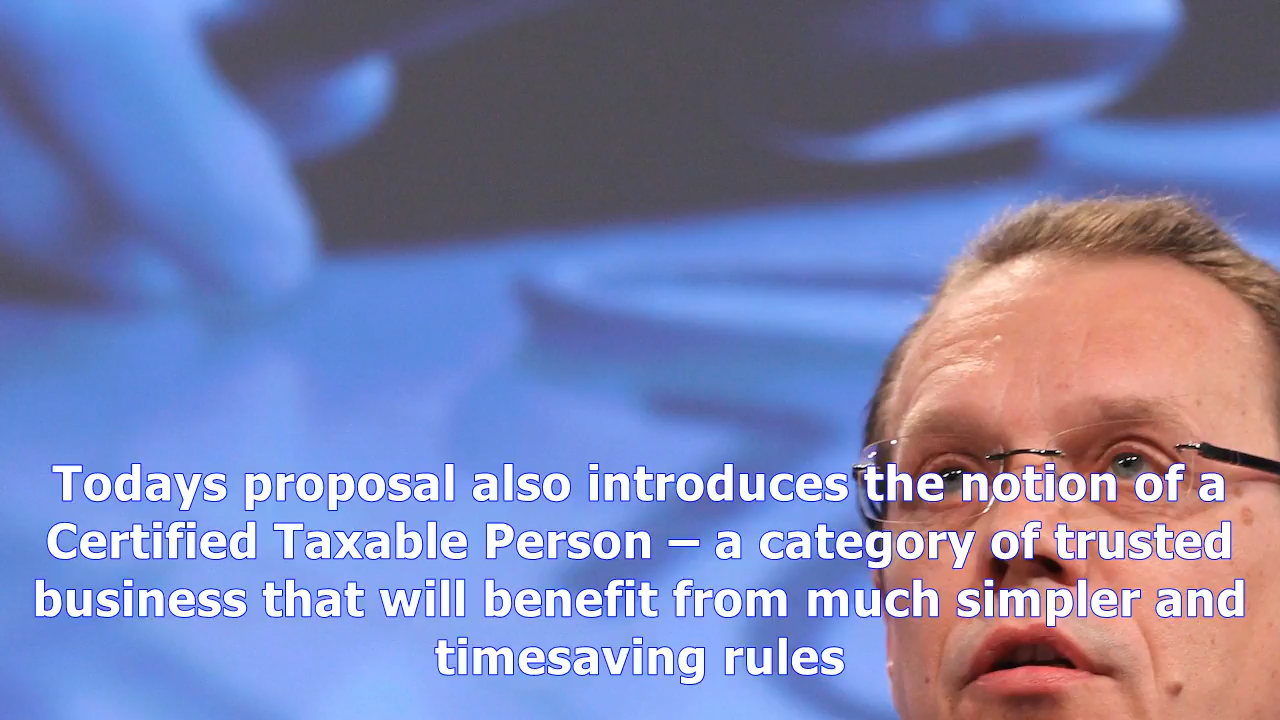 Todays proposal also introduces the notion of a
Certified Taxable Person – a category of trusted
business that will benefit from much simpler and
timesaving rules